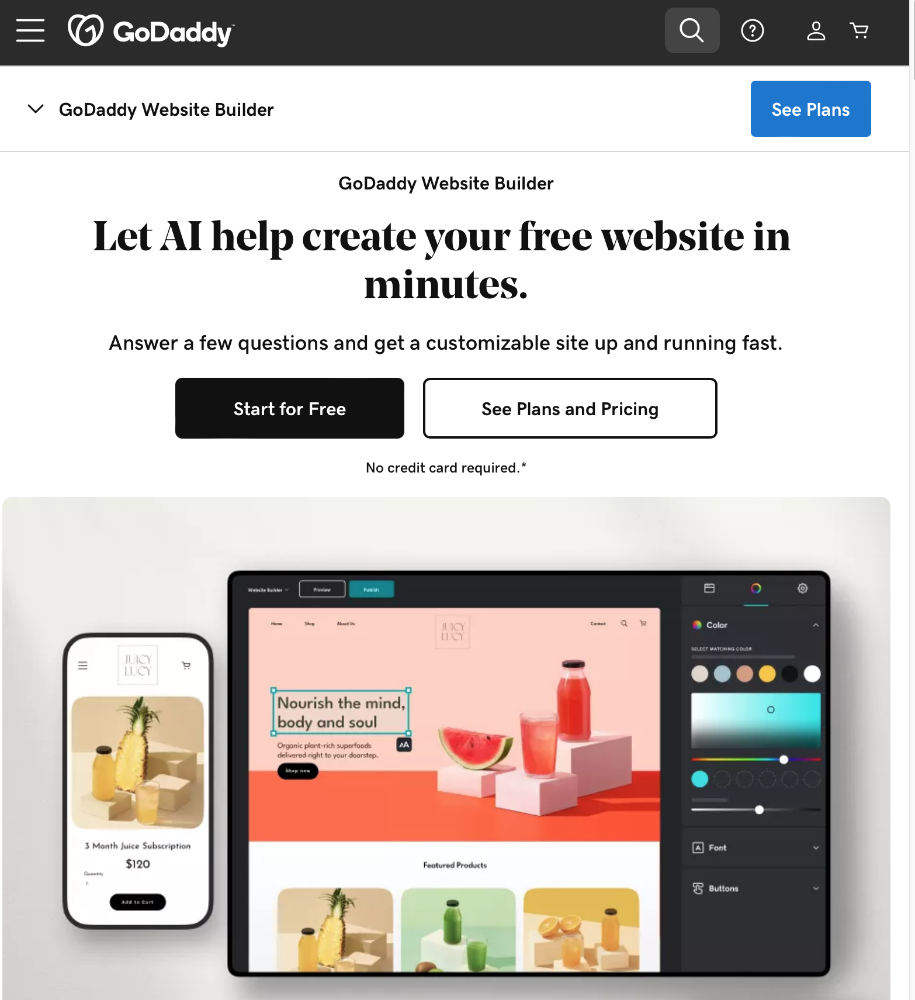 GoDaddy™
GoDaddy Website Builder
See Plans
GoDaddy Website Builder
Let AI help create your free website in
minutes.
Answer a few questions and get a customizable site up and running fast.
Start for Free
See Plans and Pricing
No credit card required.*
Website Builder
Preview
Publish
Home
Shop
About Us
JUICY
LUCY
Contact
Color
SELECT MATCHING COLOR
Nourish the mind,
body and soul
AA
Organic plant-rich superfoods
delivered right to your doorstep.
Shop now
Featured Products
A Font
Buttons
JUICY
LUCY
3 Month Juice Subscription
$120
Quantity
1
Add to Cart